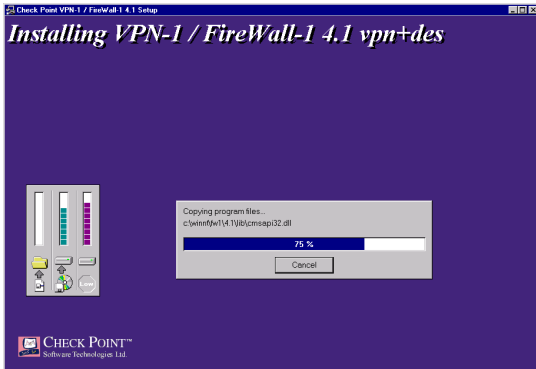 Check Point VPN-1 / FireWall-1 4.1 Setup
Installing VPN-1 / FireWall-1 4.1 vpn+des
Copying program files...
c:\winnt\fw1\4.1\lib\cmsapi32.dll
75 %
Cancel
Low
CHECK POINT™
Software Technologies Ltd.